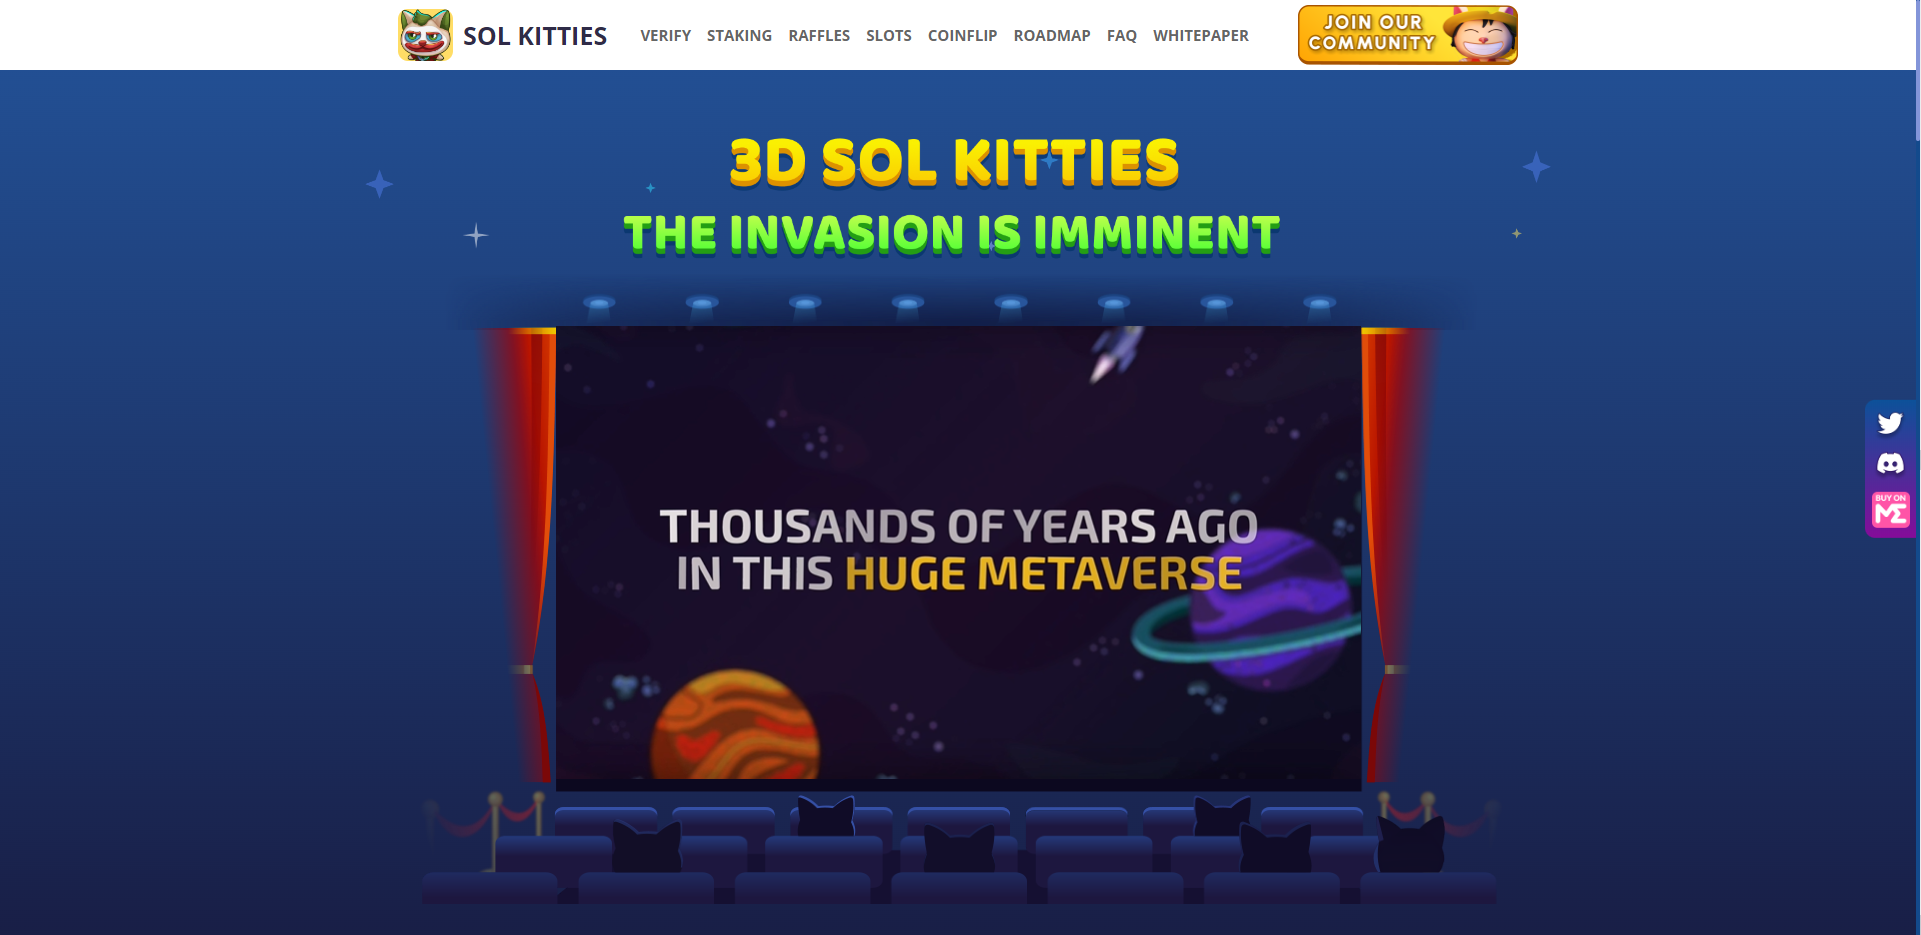 SOL KITTIES
VERIFY STAKING RAFFLES SLOTS COINFLIP ROADMAP FAQ WHITEPAPER
JOIN OUR
COMMUNITY
3D SOL KITTIES
THE INVASION IS IMMINENT
THOUSANDS OF YEARS AGO
IN THIS HUGE METAVERSE
BUY ON
ME